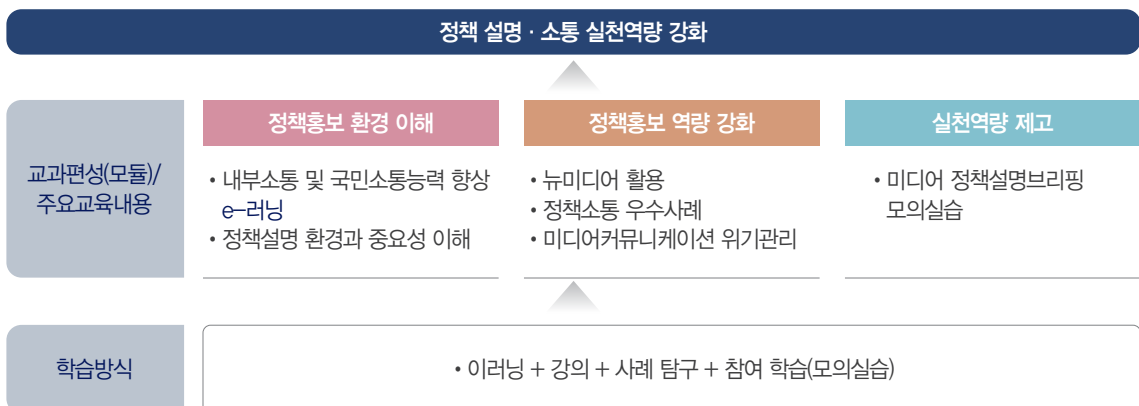 정책 설명 · 소통 실천역량 강화
교과편성(모듈)/
주요교육내용
정책홍보 환경 이해
• 내부소통 및 국민소통능력 향상
e-러닝
• 정책설명 환경과 중요성 이해
정책홍보 역량 강화
• 뉴미디어 활용
• 정책소통 우수사례
• 미디어커뮤니케이션 위기관리
실천역량 제고
• 미디어 정책설명브리핑
모의실습
학습방식
• 이러닝 + 강의 + 사례 탐구 + 참여 학습(모의실습)